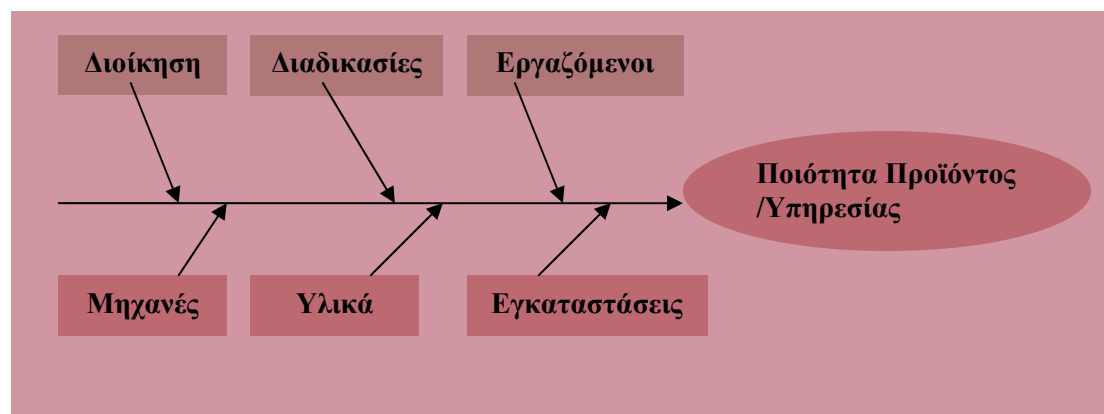 Διοίκηση
Διαδικασίες
Εργαζόμενοι
Ποιότητα Προϊόντος
/Υπηρεσίας
Μηχανές
Υλικά
Εγκαταστάσεις